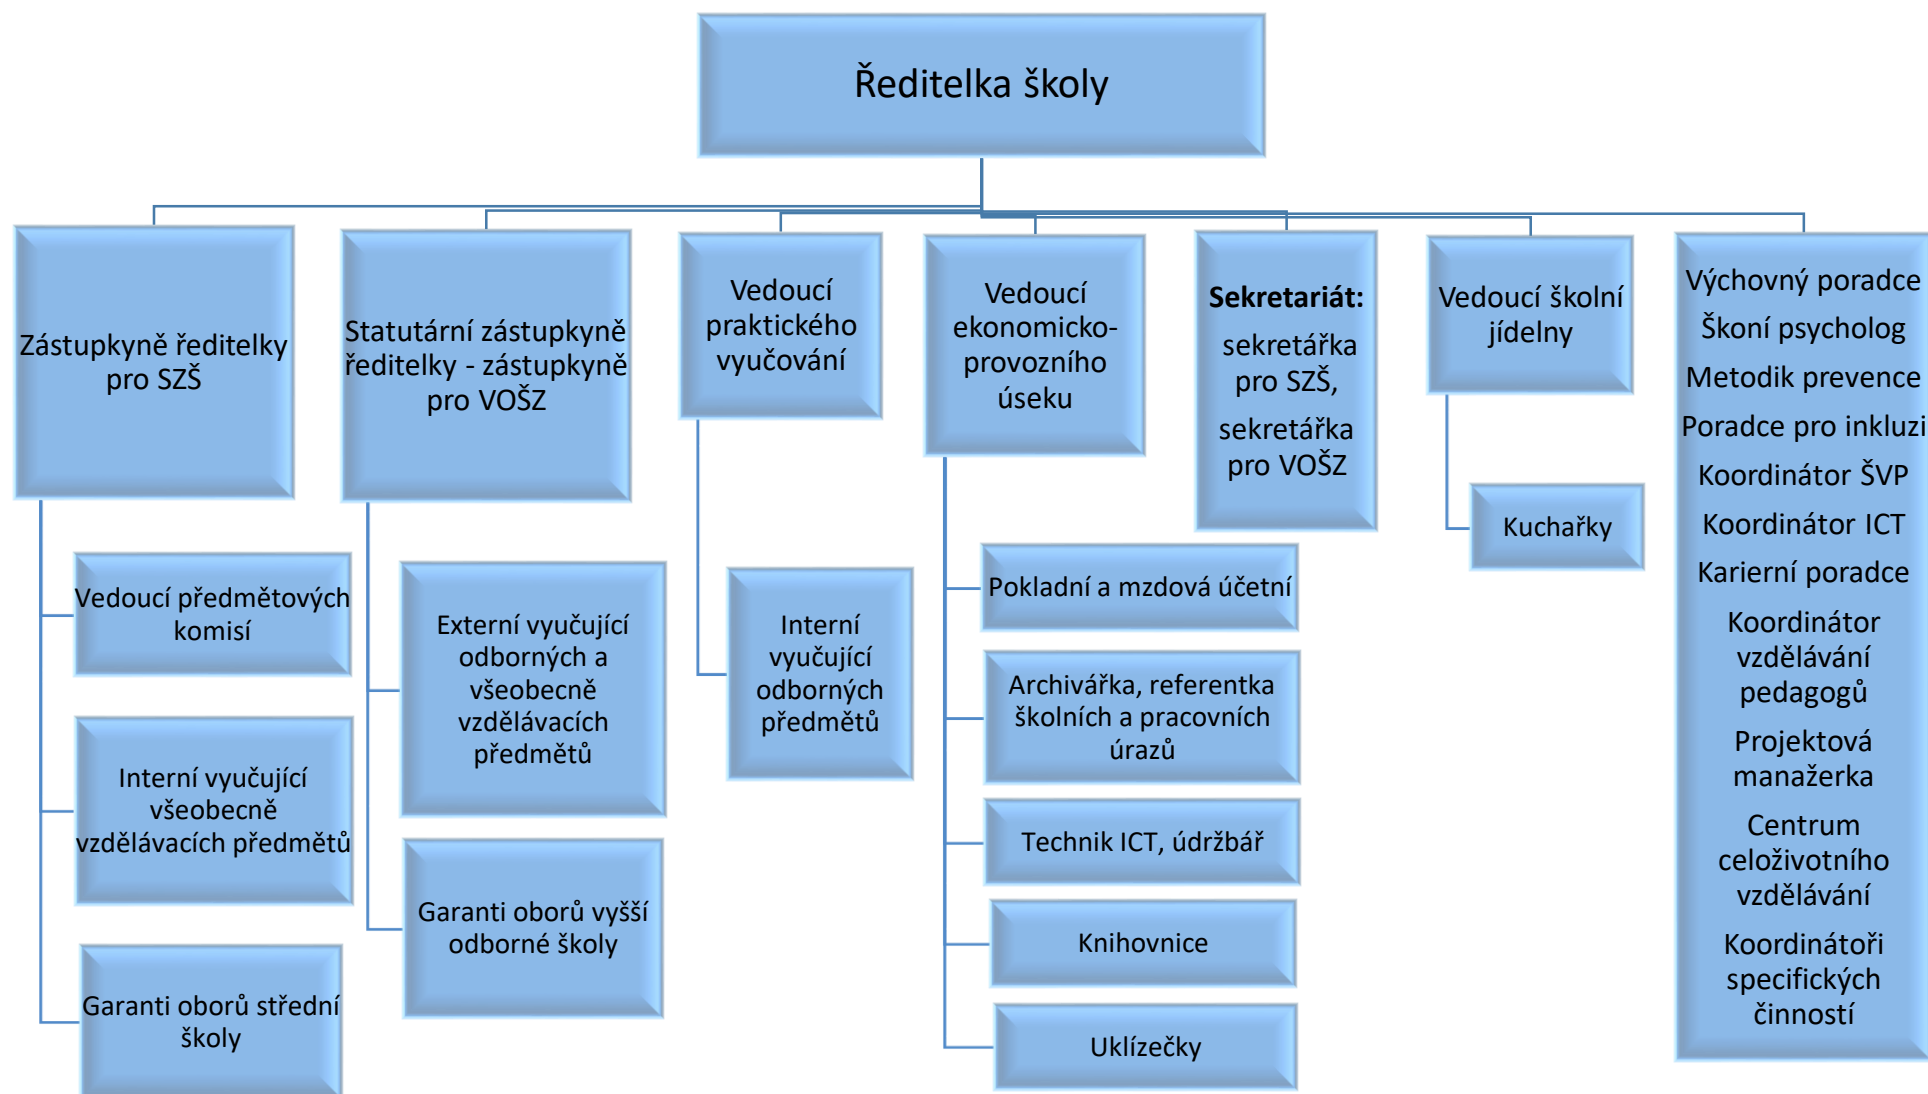 Ředitelka školy
Zástupkyně ředitelky
pro SZŠ
Statutární zástupkyně
ředitelky - zástupkyně
pro VOŠZ
Vedoucí
praktického
vyučování
Vedoucí
ekonomicko-
provozního
úseku
Sekretariát:
sekretářka
pro SZŠ,
sekretářka
pro VOŠZ
Vedoucí školní
jídelny
Výchovný poradce
Škoní psycholog
Metodik prevence
Poradce pro inkluzi
Koordinátor ŠVP
Koordinátor ICT
Karierní poradce
Koordinátor
vzdělávání
pedagogů
Projektová
manažerka
Centrum
celoživotního
vzdělávání
Koordinátoři
specifických
činností
Vedoucí předmětových
komisí
Interní vyučující
všeobecně
vzdělávacích předmětů
Garanti oborů střední
školy
Externí vyučující
odborných a
všeobecně
vzdělávacích
předmětů
Garanti oborů vyšší
odborné školy
Interní
vyučující
odborných
předmětů
Pokladní a mzdová účetní
Archivářka, referentka
školních a pracovních
úrazů
Technik ICT, údržbář
Knihovnice
Uklízečky
Kuchařky